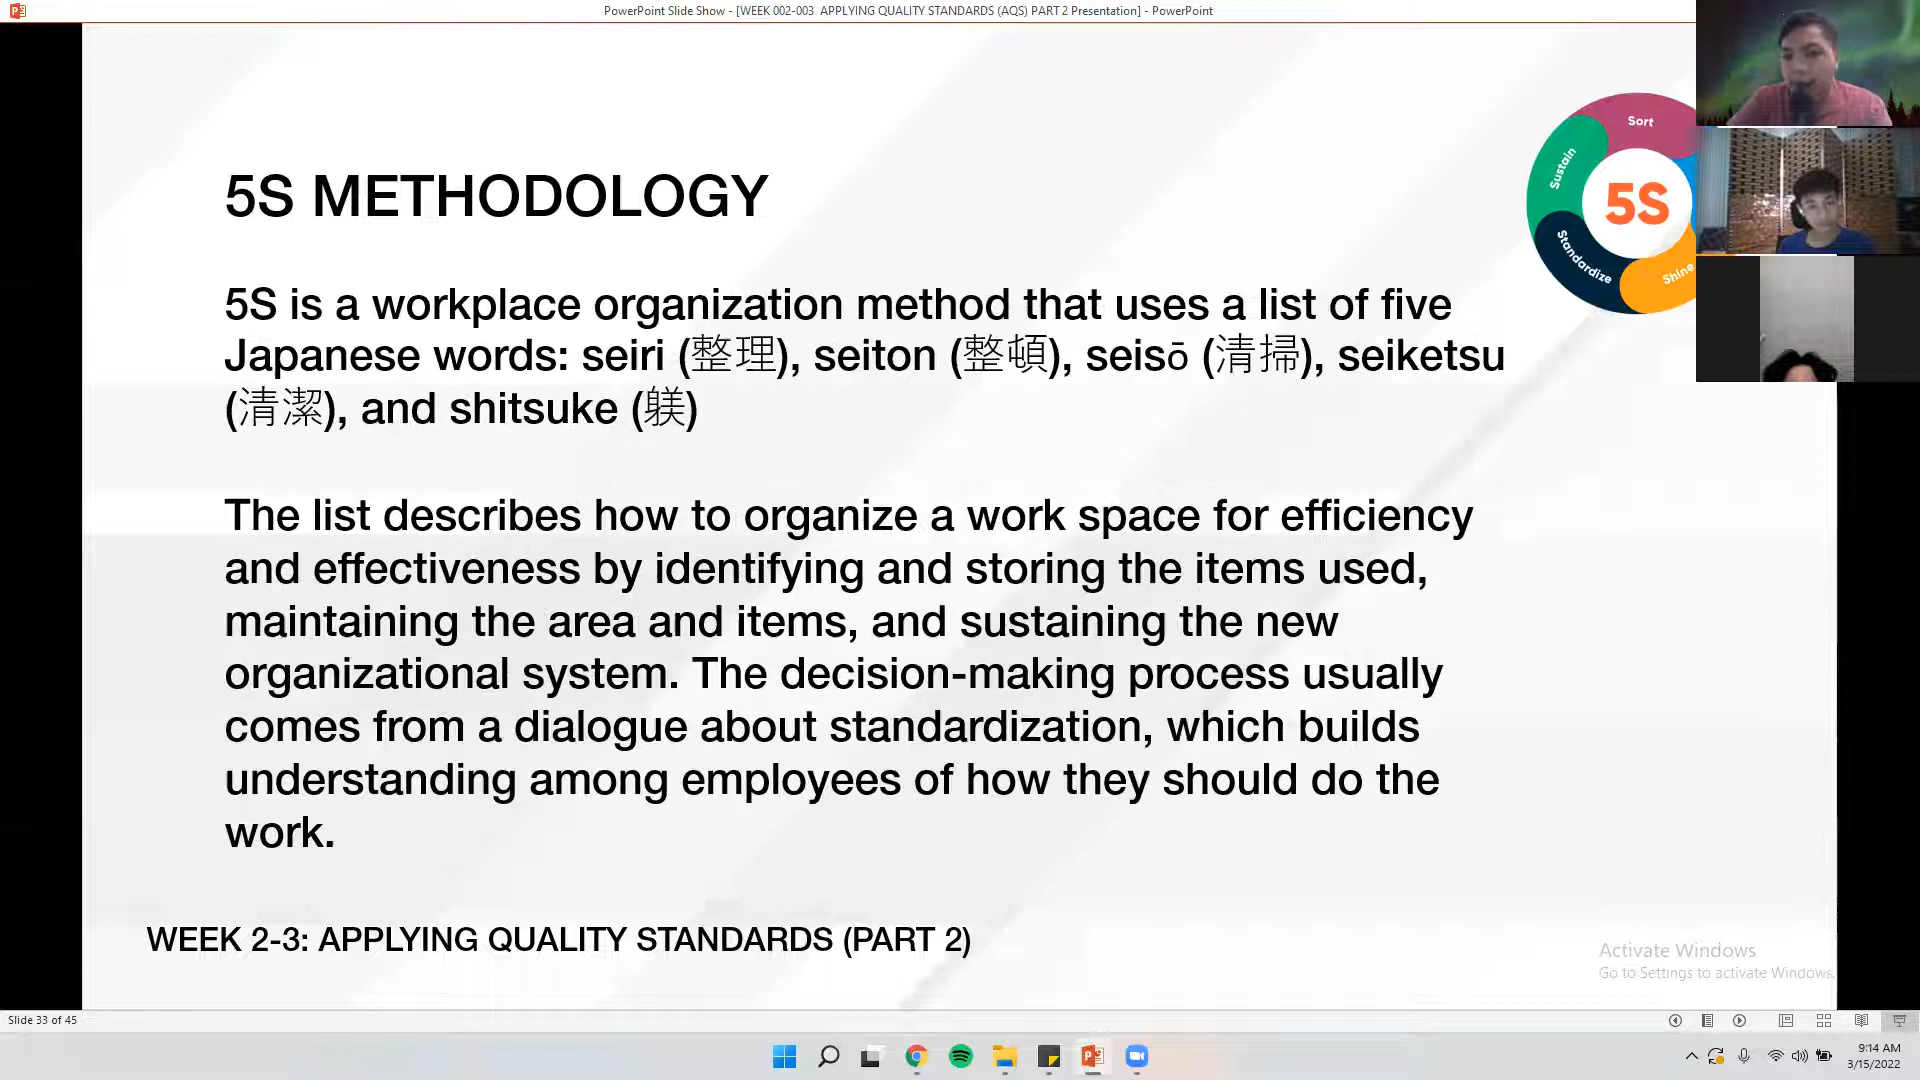 PowerPoint Slide Show - [WEEK 002-003  APPLYING QUALITY STANDARDS (AQS) PART 2 Presentation] - PowerPoint
Sort
Sustain
5S
Standardize
Shine
5S METHODOLOGY
5S is a workplace organization method that uses a list of five
Japanese words: seiri (整理), seiton (整頓), seisō (清掃), seiketsu
(清潔), and shitsuke (躾)
The list describes how to organize a work space for efficiency
and effectiveness by identifying and storing the items used,
maintaining the area and items, and sustaining the new
organizational system. The decision-making process usually
comes from a dialogue about standardization, which builds
understanding among employees of how they should do the
work.
WEEK 2-3: APPLYING QUALITY STANDARDS (PART 2)
Activate Windows
Go to Settings to activate Windows.
Slide 33 of 45
9:14 AM
3/15/2022